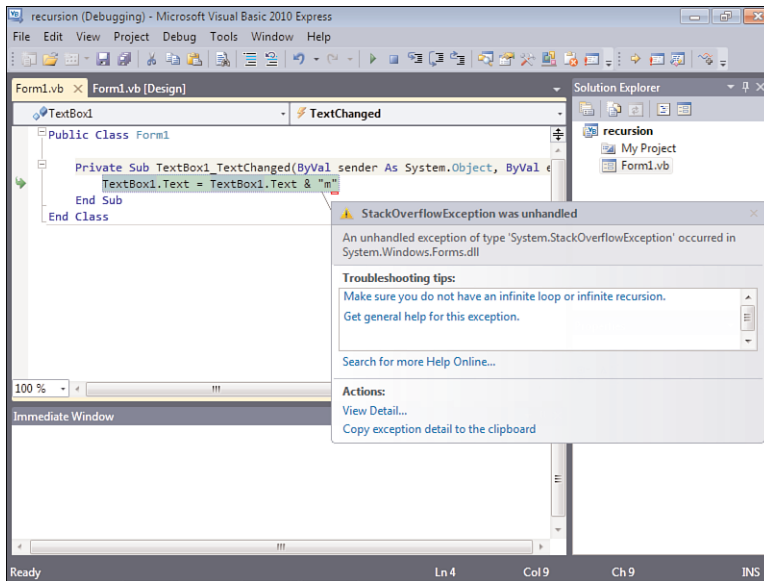 recursion (Debugging) - Microsoft Visual Basic 2010 Express
File Edit View Project Debug Tools Window Help
Form1.vb Form1.vb [Design]
TextBox1 TextChanged
Public Class Form1
Private Sub TextBox1_TextChanged(ByVal sender As System.Object, ByVal e
TextBox1.Text = TextBox1.Text & "m"
End Sub
End Class
Solution Explorer
recursion
My Project
Form1.vb
StackOverflowException was unhandled
An unhandled exception of type 'System.StackOverflowException' occurred in
System.Windows.Forms.dll
Troubleshooting tips:
Make sure you do not have an infinite loop or infinite recursion.
Get general help for this exception.
Search for more Help Online...
Actions:
View Detail...
Copy exception detail to the clipboard
100 %
Immediate Window
Ready Ln 4 Col 9 Ch 9 INS